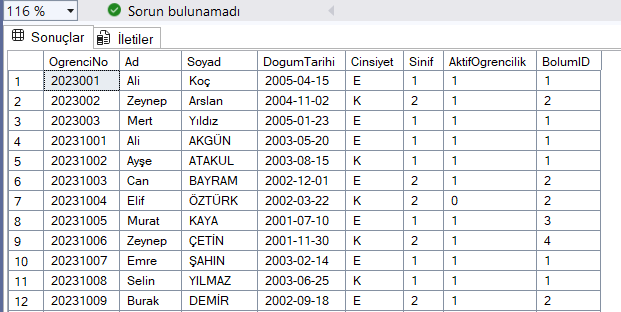 116 % Sorun bulunamadı
Sonuçlar İletiler
OgrenciNo Ad Soyad DogumTarihi Cinsiyet Sinif AktifOgrencilik BolumID
1 2023001 Ali Koç 2005-04-15 E 1 1 1
2 2023002 Zeynep Arslan 2004-11-02 K 2 1 2
3 2023003 Mert Yıldız 2005-01-23 E 1 1 1
4 20231001 Ali AKGÜN 2003-05-20 E 1 1 1
5 20231002 Ayşe ATAKUL 2003-08-15 K 1 1 1
6 20231003 Can BAYRAM 2002-12-01 E 2 1 2
7 20231004 Elif ÖZTÜRK 2002-03-22 K 2 0 2
8 20231005 Murat KAYA 2001-07-10 E 1 1 3
9 20231006 Zeynep ÇETİN 2001-11-30 K 2 1 4
10 20231007 Emre ŞAHIN 2003-02-14 E 1 1 1
11 20231008 Selin YILMAZ 2003-06-25 K 1 1 1
12 20231009 Burak DEMİR 2002-09-18 E 2 1 2